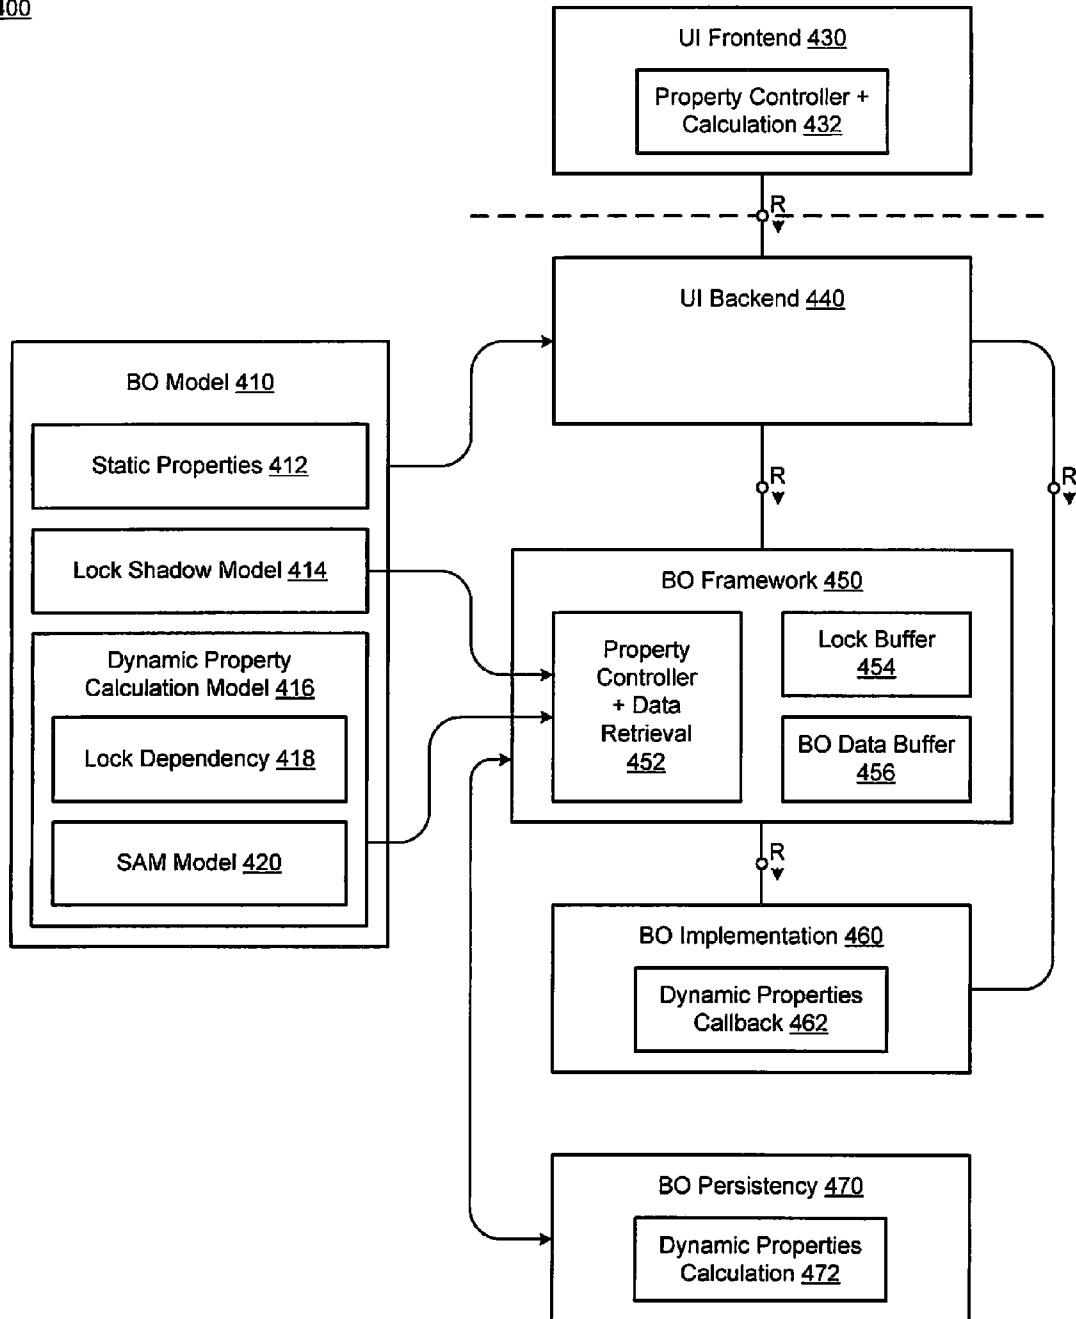 400
UI Frontend 430
Property Controller +
Calculation 432
R
UI Backend 440
BO Model 410
Static Properties 412
R
R
Lock Shadow Model 414
BO Framework 450
Property
Controller
+ Data
Retrieval
452
Lock Buffer
454
Dynamic Property
Calculation Model 416
Lock Dependency 418
BO Data Buffer
456
SAM Model 420
R
BO Implementation 460
Dynamic Properties
Callback 462
BO Persistency 470
Dynamic Properties
Calculation 472